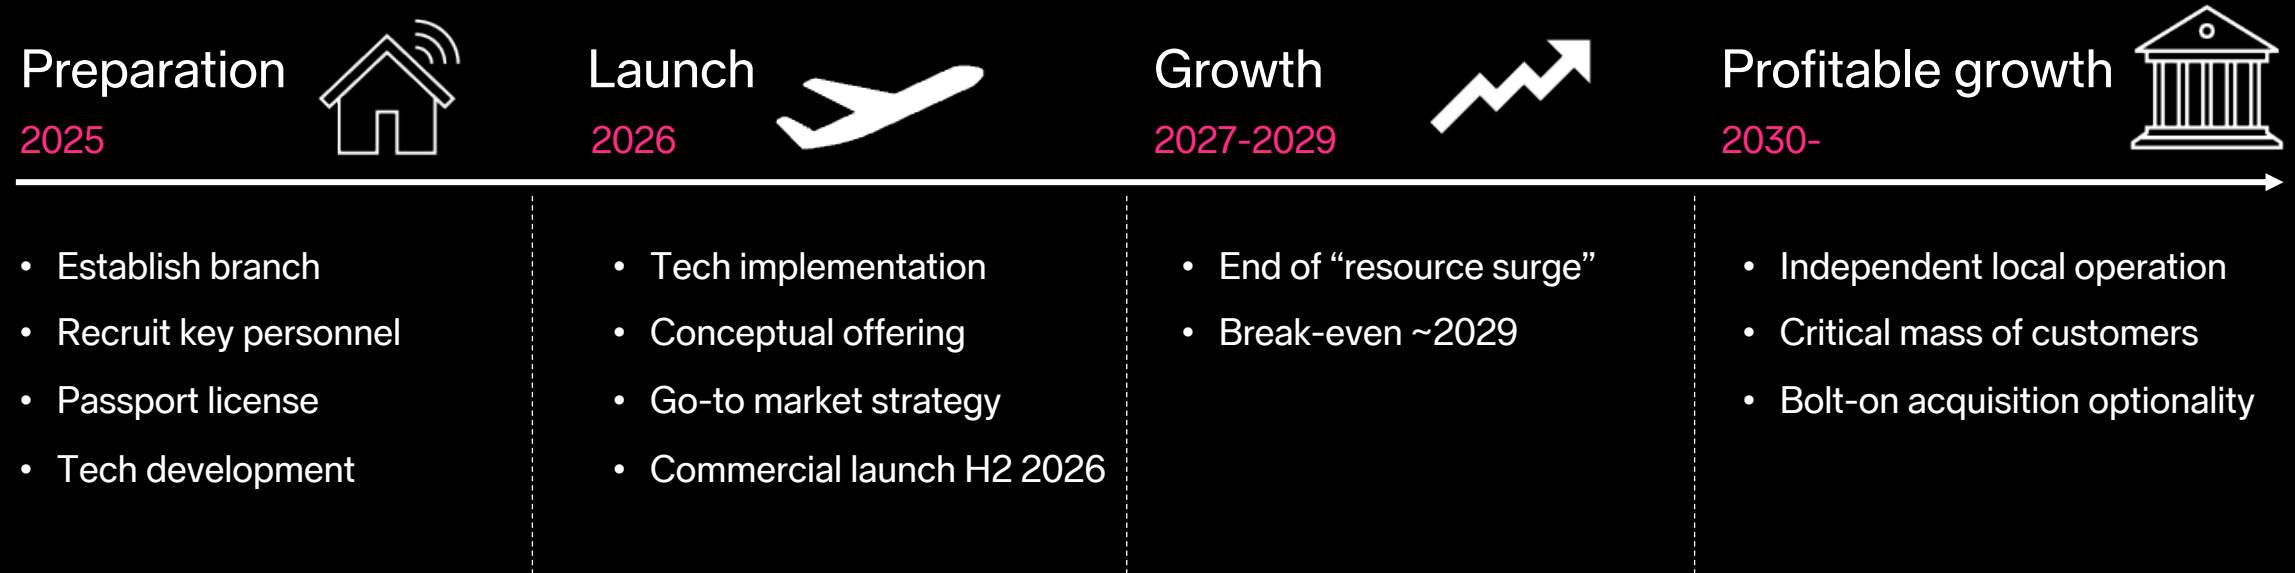 Preparation
2025
• Establish branch
• Recruit key personnel
• Passport license
• Tech development
Launch
2026
• Tech implementation
• Conceptual offering
• Go-to market strategy
• Commercial launch H2 2026
Growth
2027-2029
• End of “resource surge”
• Break-even ~2029
Profitable growth
2030-
• Independent local operation
• Critical mass of customers
• Bolt-on acquisition optionality